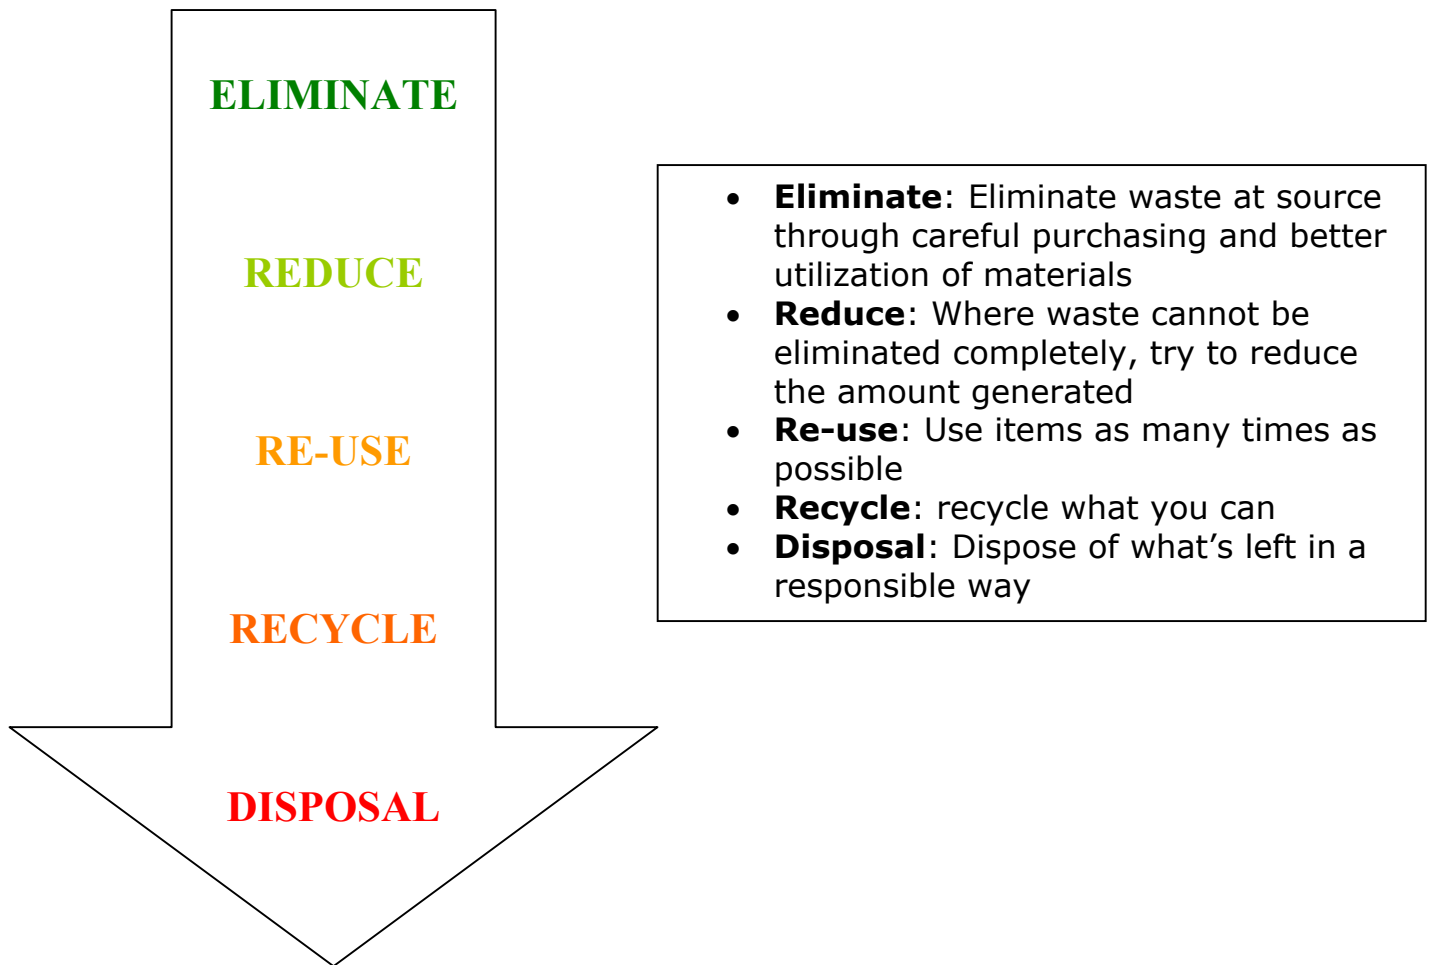 ELIMINATE
REDUCE
RE-USE
RECYCLE
DISPOSAL
• Eliminate: Eliminate waste at source
through careful purchasing and better
utilization of materials
• Reduce: Where waste cannot be
eliminated completely, try to reduce
the amount generated
• Re-use: Use items as many times as
possible
• Recycle: recycle what you can
• Disposal: Dispose of what’s left in a
responsible way